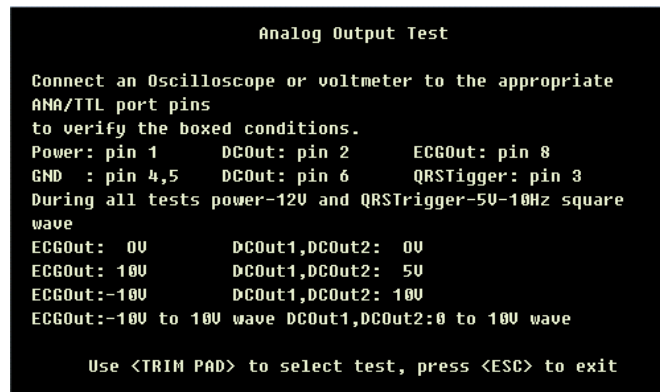 Analog Output Test
Connect an Oscilloscope or voltmeter to the appropriate
ANA/TTL port pins
to verify the boxed conditions.
Power: pin 1 DCOut: pin 2 ECGOut: pin 8
GND : pin 4,5 DCOut: pin 6 QRSTigger: pin 3
During all tests power-12V and QRSTrigger-5V-10Hz square
wave
ECGOut: 0V DCOut1,DCOut2: 0V
ECGOut: 10V DCOut1,DCOut2: 5V
ECGOut:-10V DCOut1,DCOut2: 10V
ECGOut:-10V to 10V wave DCOut1,DCOut2:0 to 10V wave
Use <TRIM PAD> to select test, press <ESC> to exit